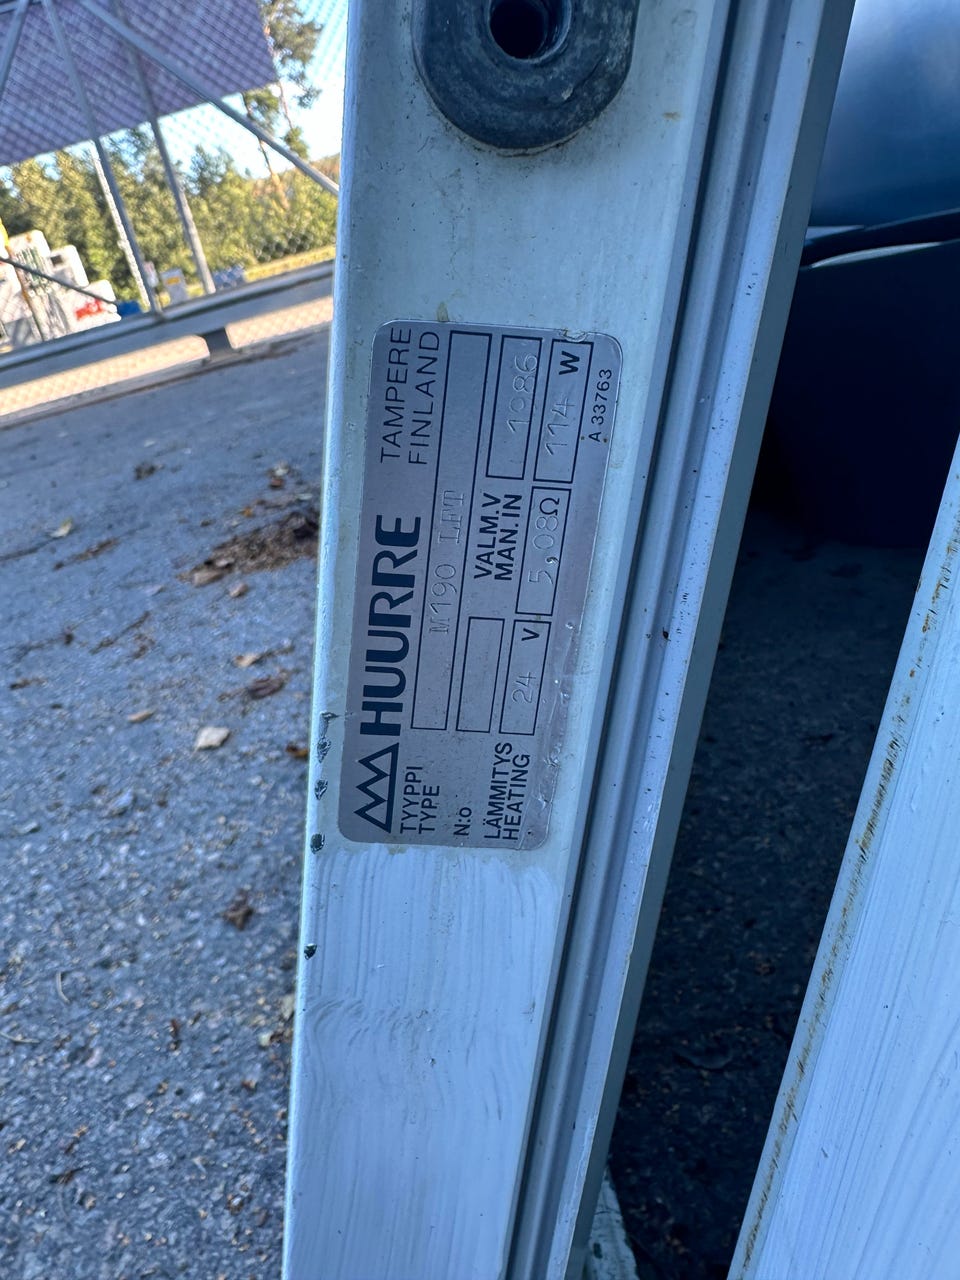 HUURRE TAMPERE
FINLAND
TYYPPI
TYPE M190 LFT
N:o VALM.V
MAN.IN 1986
LÄMMITYS
HEATING 24 V 5,08Ω 114 W
A 33763